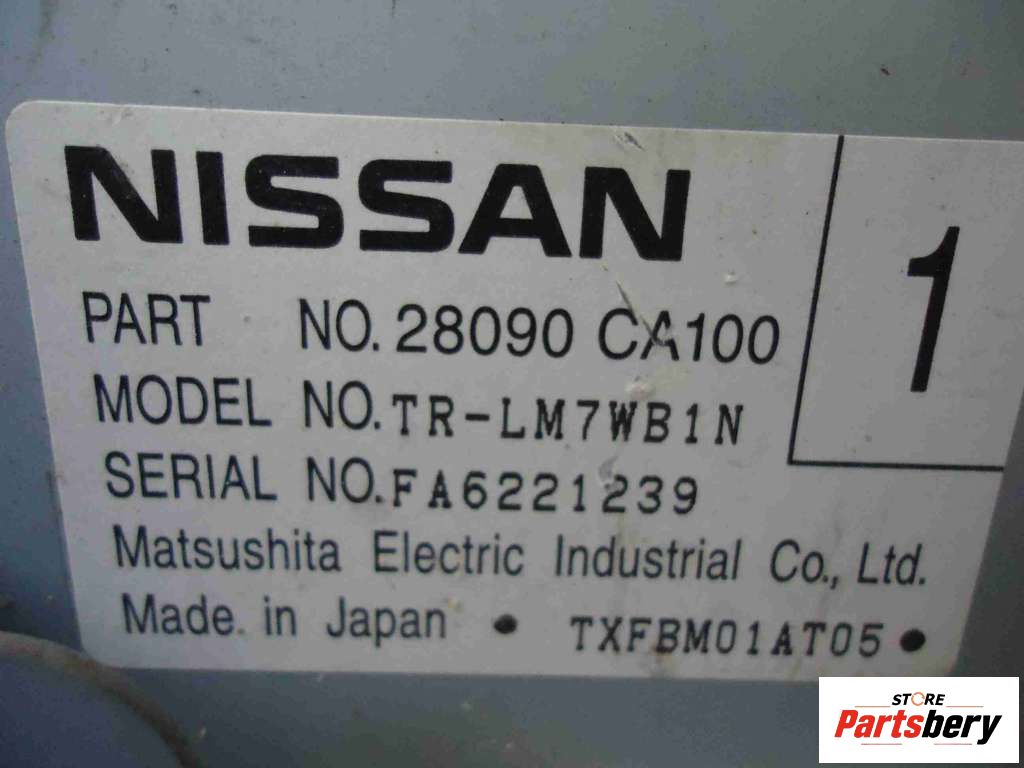 NISSAN
1
PART NO. 28090 CA100
MODEL NO. TR-LM7WB1N
SERIAL NO. FA6221239
Matsushita Electric Industrial Co., Ltd.
Made in Japan • TXFBM01AT05 •
STORE
Partsbery